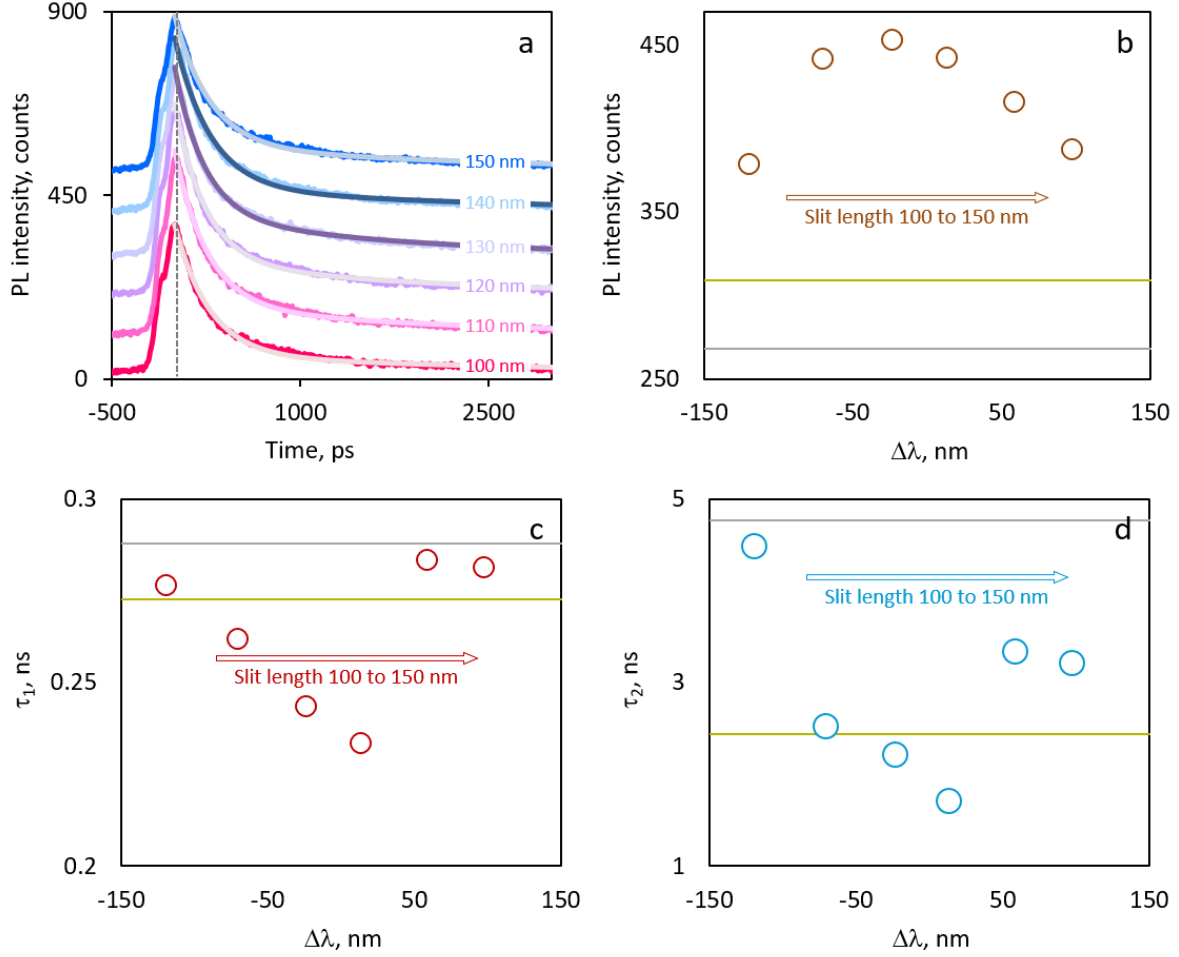 900
450
0
PL intensity, counts
a
150 nm
140 nm
130 nm
120 nm
110 nm
100 nm
-500
1000
2500
Time, ps
450
350
250
PL intensity, counts
b
Slit length 100 to 150 nm
-150
-50
50
150
Δλ, nm
0.3
0.25
0.2
τ₁, ns
c
Slit length 100 to 150 nm
-150
-50
50
150
Δλ, nm
5
3
1
τ₂, ns
d
Slit length 100 to 150 nm
-150
-50
50
150
Δλ, nm